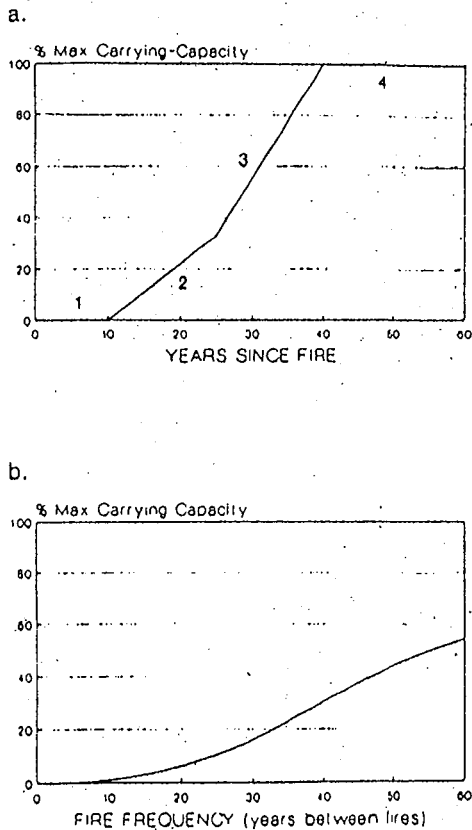 a.
% Max Carrying-Capacity
100
80
60
40
20
0
1
2
3
4
0 10 20 30 40 50 60
YEARS SINCE FIRE
b.
% Max Carrying Capacity
100
80
60
40
20
0
0 10 20 30 40 50 60
FIRE FREQUENCY (years between fires)